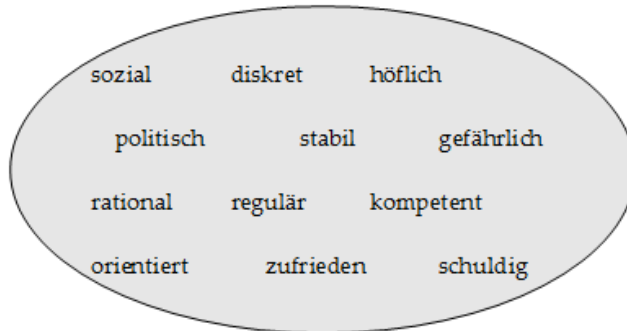 sozial diskret höflich
politisch stabil gefährlich
rational regulär kompetent
orientiert zufrieden schuldig